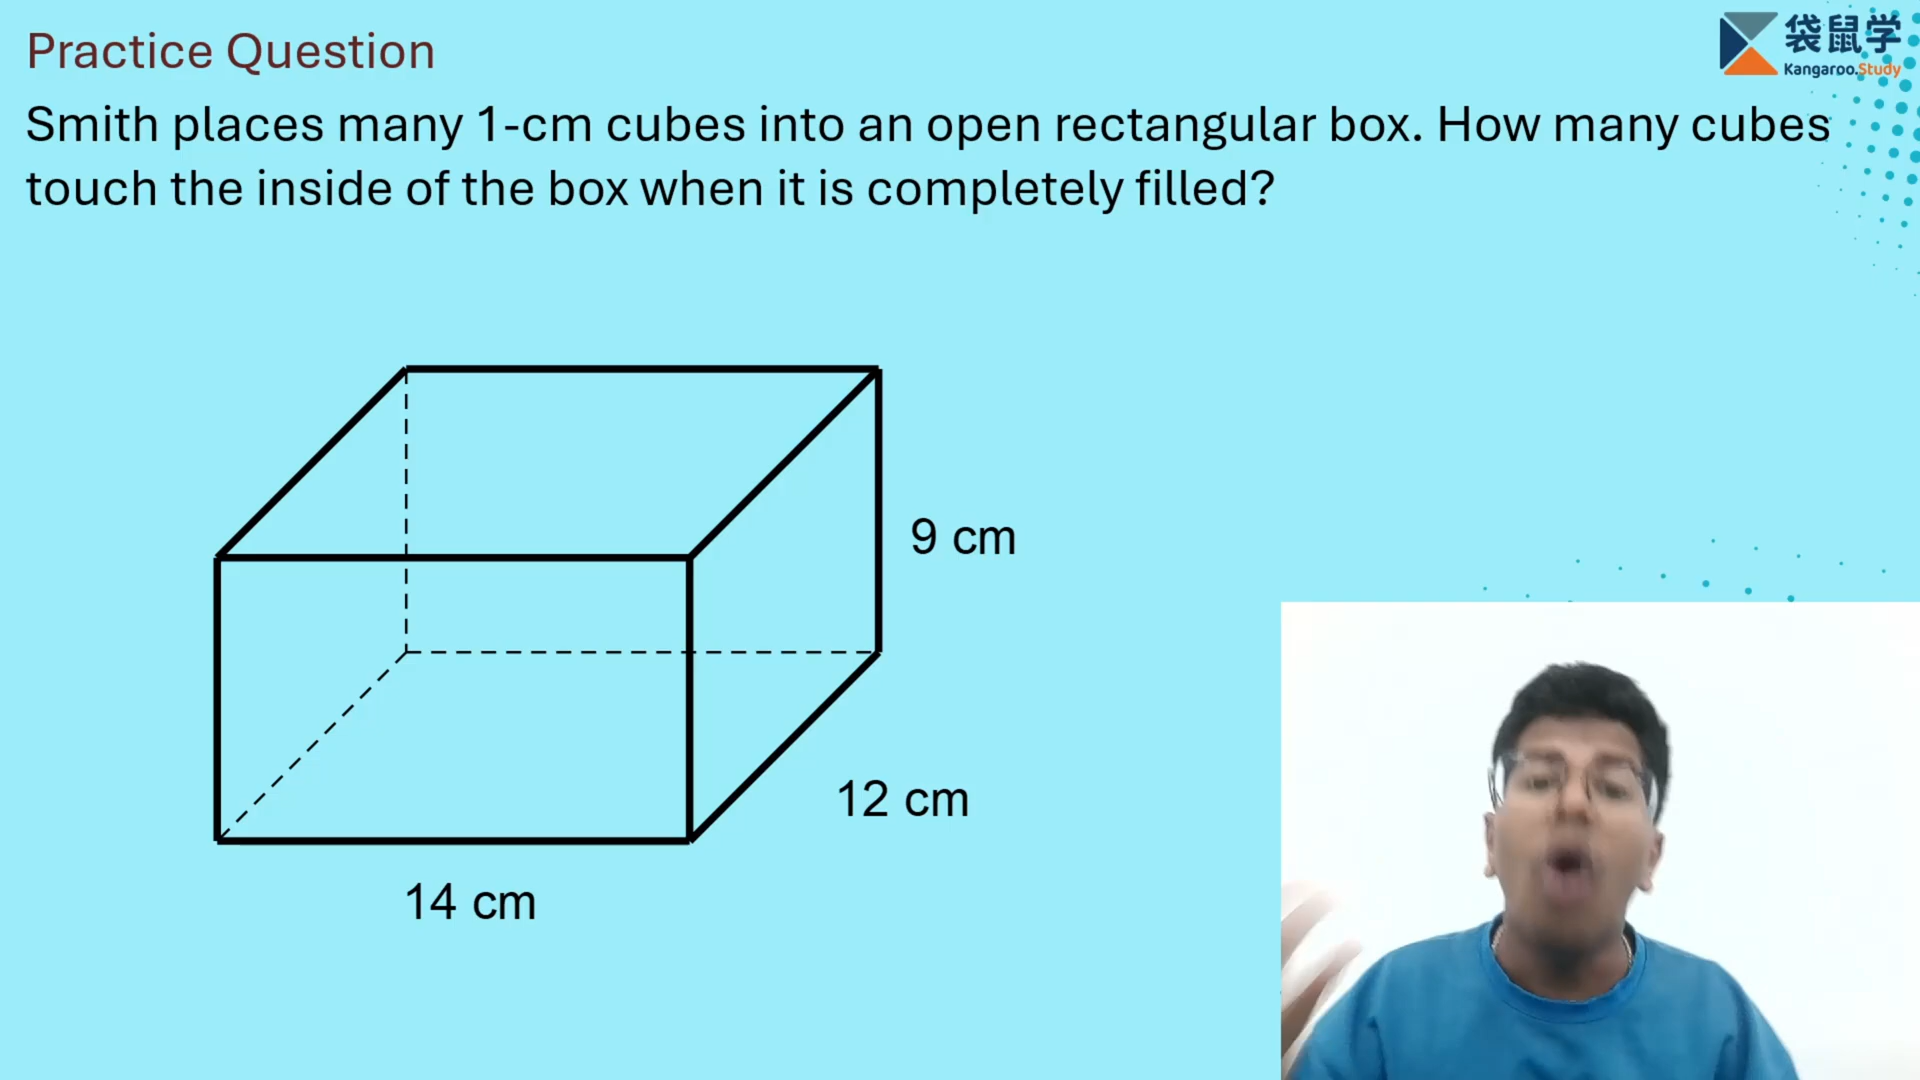 Practice Question
袋鼠学
Kangaroo.Study
Smith places many 1-cm cubes into an open rectangular box. How many cubes
touch the inside of the box when it is completely filled?
9 cm
12 cm
14 cm